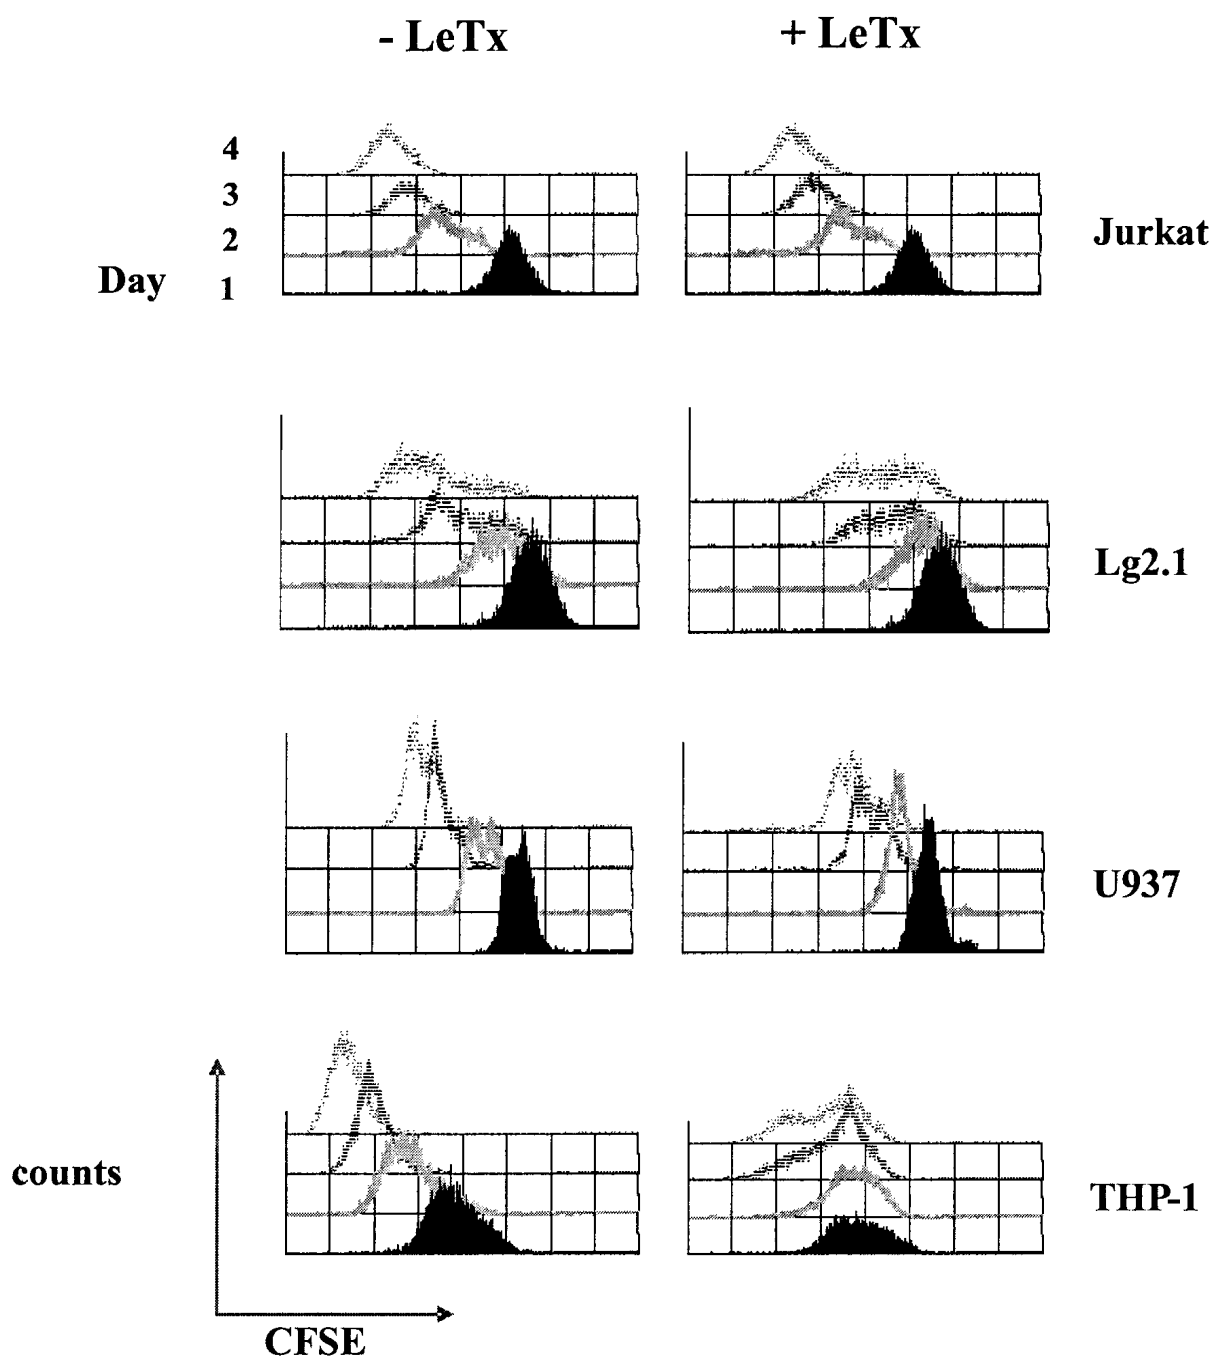 - LeTx
+ LeTx
4
3
2
Jurkat
Day
1
Lg2.1
U937
counts
THP-1
CFSE